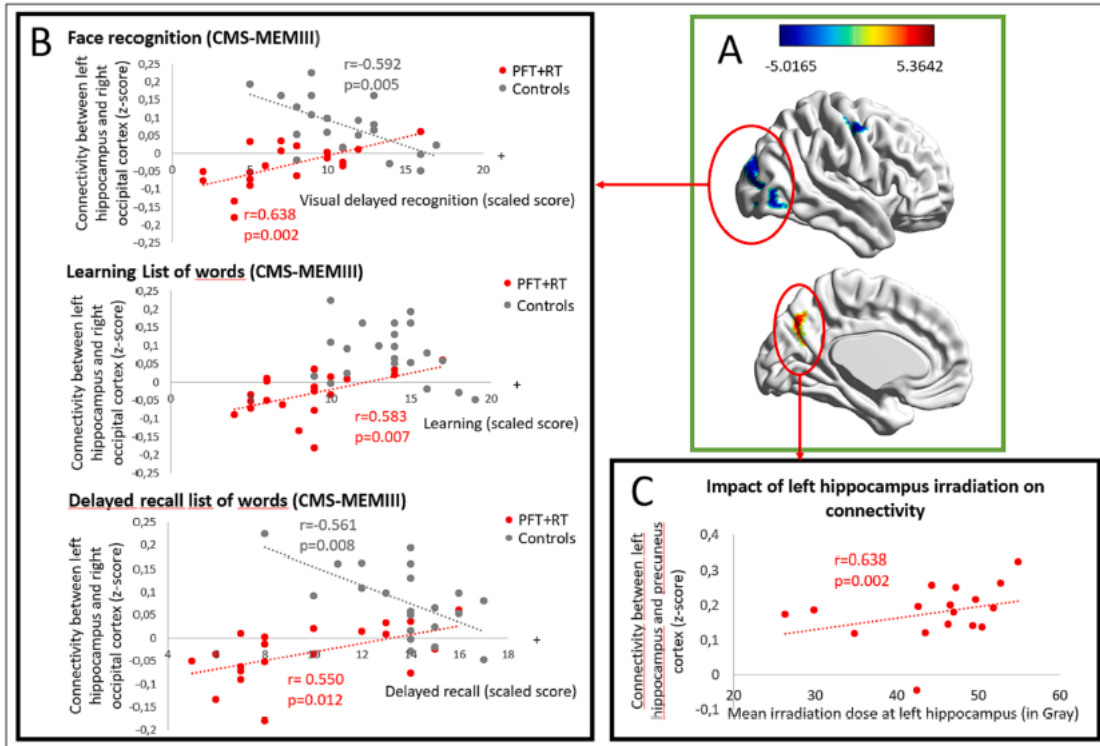 B
Face recognition (CMS-MEMIII)
Connectivity between left
hippocampus and right
occipital cortex (z-score)
0,25
0,2
0,15
0,1
0,05
0
-0,05
-0,1
-0,15
-0,2
-0,25
0
5
10
15
20
+
r=-0.592
p=0.005
PFT+RT
Controls
Visual delayed recognition (scaled score)
r=0.638
p=0.002
Learning List of words (CMS-MEMIII)
Connectivity between left
hippocampus and right
occipital cortex (z-score)
0,25
0,2
0,15
0,1
0,05
0
-0,05
-0,1
-0,15
-0,2
-0,25
0
10
20
+
PFT+RT
Controls
r=0.583
p=0.007
Learning (scaled score)
Delayed recall list of words (CMS-MEMIII)
Connectivity between left
hippocampus and right
occipital cortex (z-score)
0,25
0,2
0,15
0,1
0,05
0
-0,05
-0,1
-0,15
-0,2
4
6
8
10
12
14
16
18
+
r=-0.561
p=0.008
PFT+RT
Controls
r= 0.550
p=0.012
Delayed recall (scaled score)
A
-5.0165
5.3642
C
Impact of left hippocampus irradiation on
connectivity
Connectivity between left
hippocampus and precuneus
cortex (z-score)
0,4
0,3
0,2
0,1
0
-0,1
20
30
40
50
60
r=0.638
p=0.002
Mean irradiation dose at left hippocampus (in Gray)